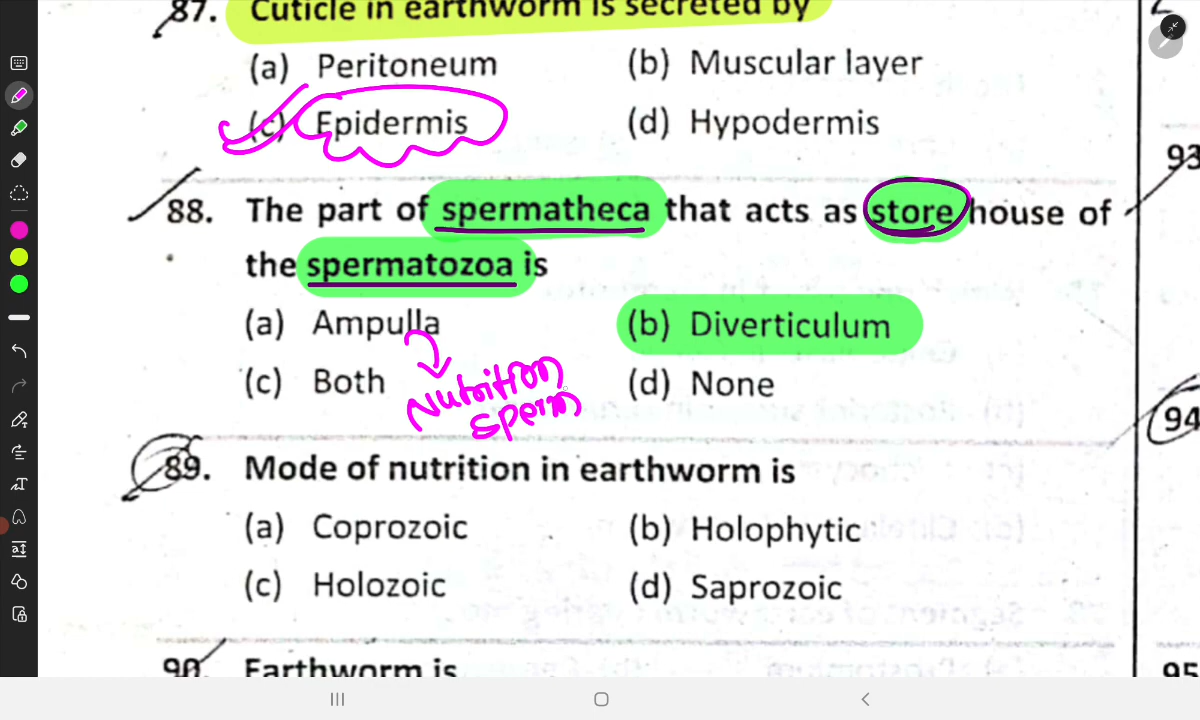 87. Cuticle in earthworm is secreted by
(a) Peritoneum (b) Muscular layer
(c) Epidermis (d) Hypodermis
93
88. The part of spermatheca that acts as store house of
the spermatozoa is
(a) Ampulla (b) Diverticulum
(c) Both (d) None
Nutrition
sperm
94
89. Mode of nutrition in earthworm is
(a) Coprozoic (b) Holophytic
(c) Holozoic (d) Saprozoic
90. Earthworm is
95